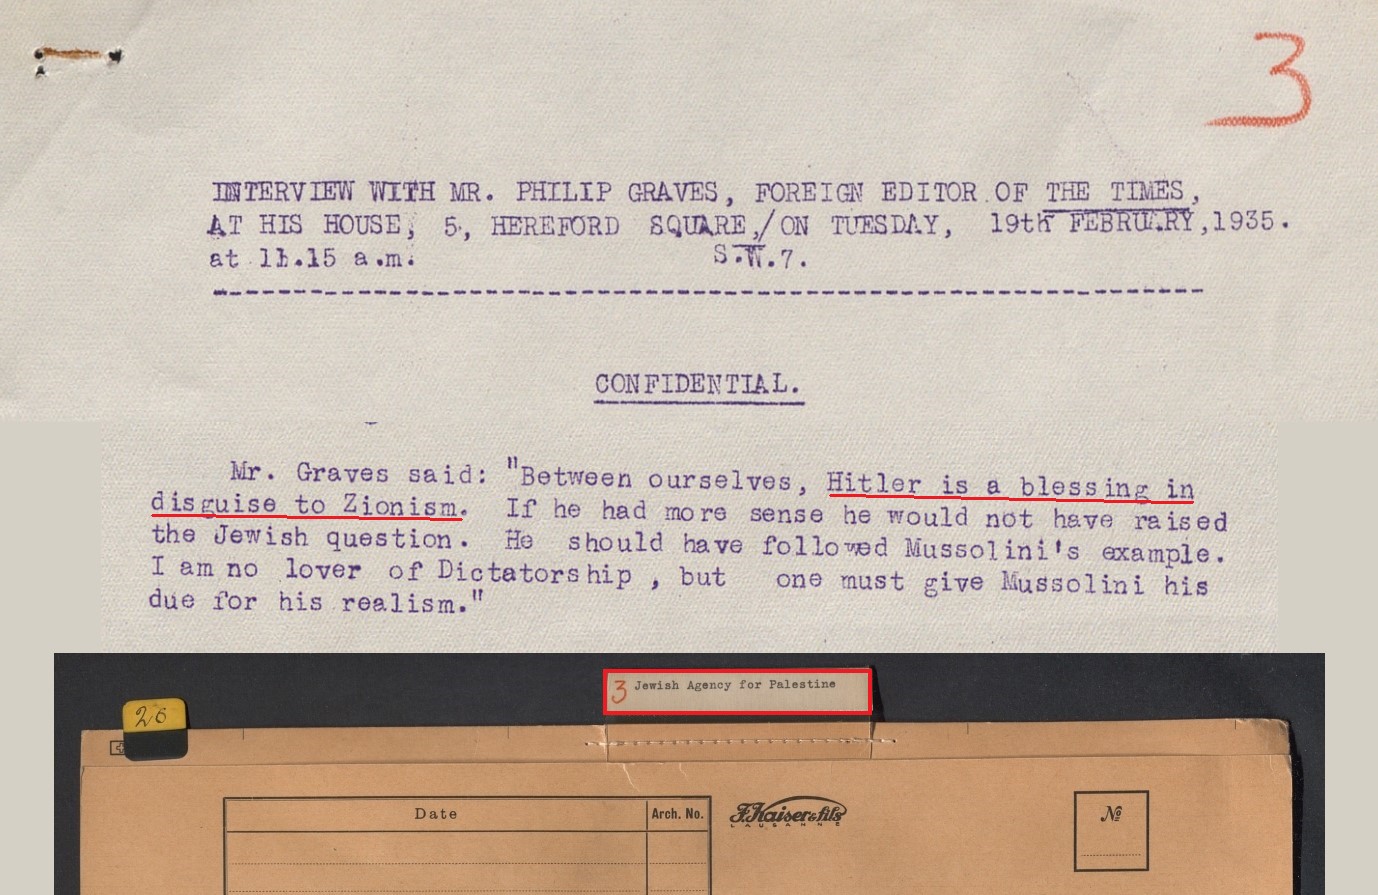 3
INTERVIEW WITH MR. PHILIP GRAVES, FOREIGN EDITOR OF THE TIMES,
AT HIS HOUSE, 5, HEREFORD SQUARE,/ON TUESDAY, 19th FEBRUARY,1935.
at 11.15 a.m. S.W.7.
CONFIDENTIAL.
Mr. Graves said: "Between ourselves, Hitler is a blessing in
disguise to Zionism. If he had more sense he would not have raised
the Jewish question. He should have followed Mussolini's example.
I am no lover of Dictatorship , but one must give Mussolini his
due for his realism."
3 Jewish Agency for Palestine
26
Date
Arch. No.
F. Kaiser & fils
LAUSANNE
№